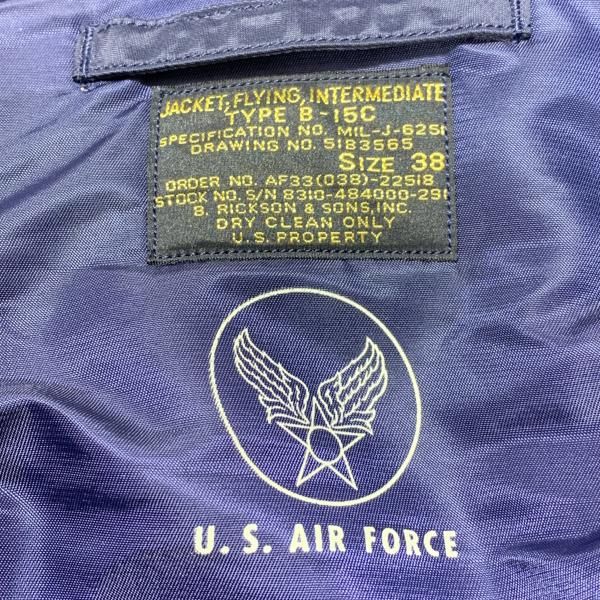 JACKET, FLYING, INTERMEDIATE
TYPE B-15C
SPECIFICATION NO. MIL-J-6251
DRAWING NO. 51B3565
SIZE 38
ORDER NO. AF33(038)-22518
STOCK NO. S/N 8310-484000-291
B. RICKSON & SONS, INC.
DRY CLEAN ONLY
U.S. PROPERTY
U.S. AIR FORCE